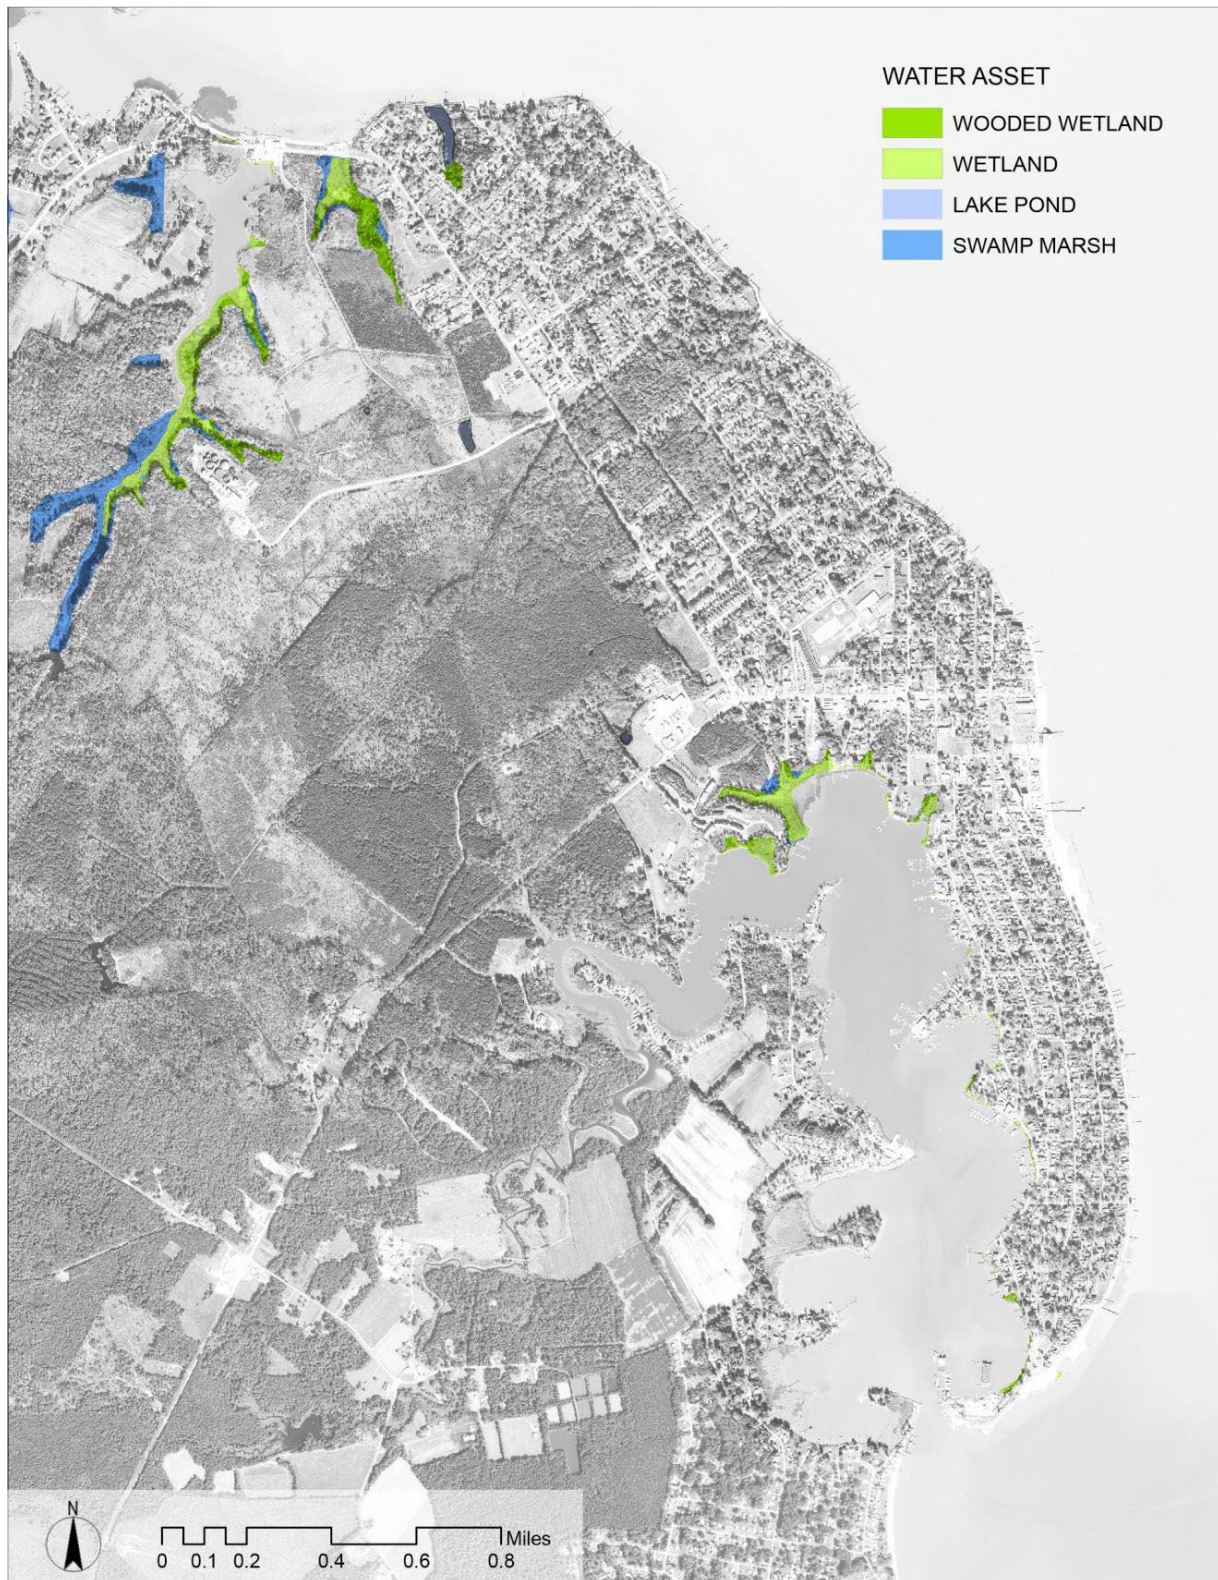 WATER ASSET
WOODED WETLAND
WETLAND
LAKE POND
SWAMP MARSH
N
Miles
0 0.1 0.2 0.4 0.6 0.8